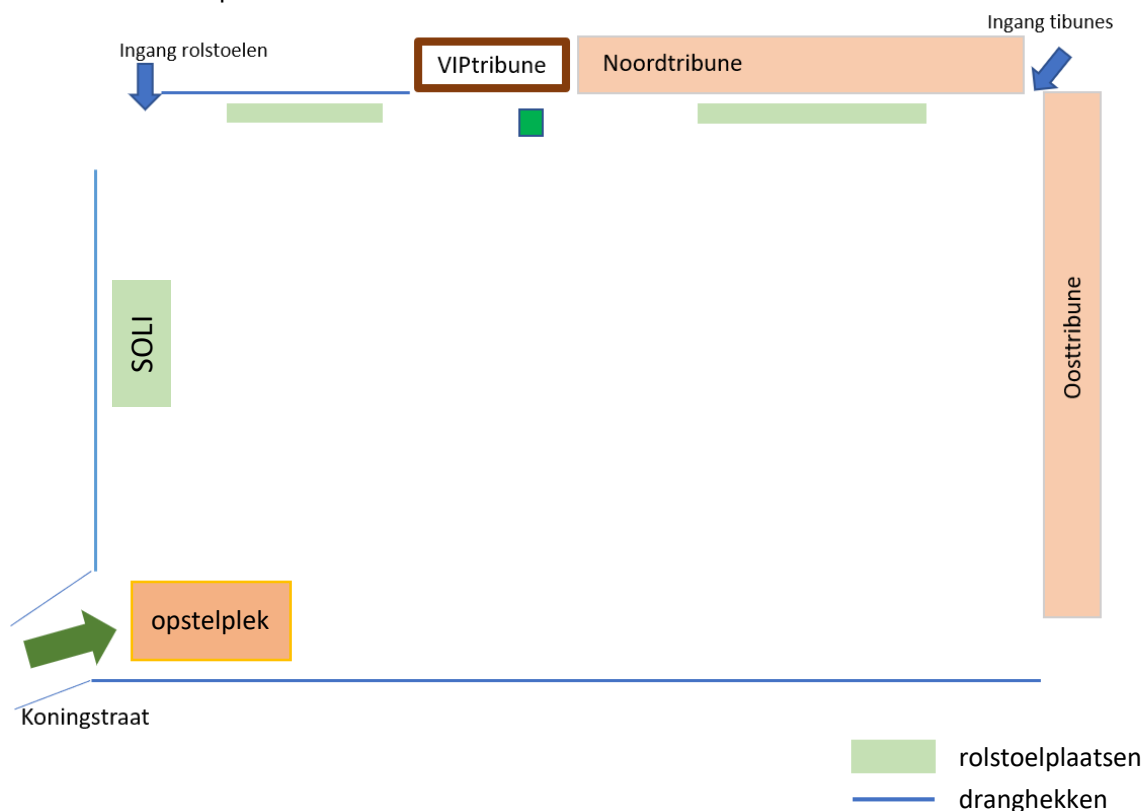 Ingang tibunes
Ingang rolstoelen
VIPtribune
Noordtribune
SOLI
Oosttribune
opstelplek
Koningstraat
rolstoelplaatsen
dranghekken